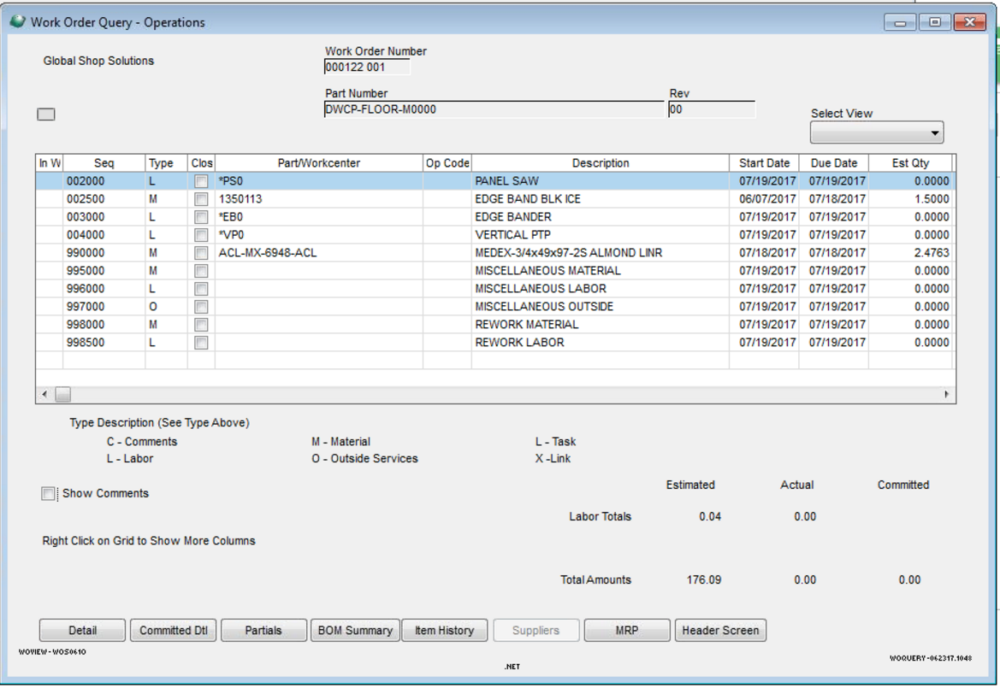 Work Order Query - Operations
Global Shop Solutions
Work Order Number
000122 001
Part Number Rev
DWCP-FLOOR-M0000 00
Select View
In W Seq Type Clos Part/Workcenter Op Code Description Start Date Due Date Est Qty
002000 L *PS0 PANEL SAW 07/19/2017 07/19/2017 0.0000
002500 M 1350113 EDGE BAND BLK ICE 06/07/2017 07/18/2017 1.5000
003000 L *EB0 EDGE BANDER 07/19/2017 07/19/2017 0.0000
004000 L *VP0 VERTICAL PTP 07/19/2017 07/19/2017 0.0000
990000 M ACL-MX-6948-ACL MEDEX-3/4x49x97-2S ALMOND LINR 07/18/2017 07/18/2017 2.4763
995000 M MISCELLANEOUS MATERIAL 07/19/2017 07/19/2017 0.0000
996000 L MISCELLANEOUS LABOR 07/19/2017 07/19/2017 0.0000
997000 O MISCELLANEOUS OUTSIDE 07/19/2017 07/19/2017 0.0000
998000 M REWORK MATERIAL 07/19/2017 07/19/2017 0.0000
998500 L REWORK LABOR 07/19/2017 07/19/2017 0.0000
Type Description (See Type Above)
C - Comments M - Material L - Task
L - Labor O - Outside Services X -Link
Show Comments
Estimated Actual Committed
Labor Totals 0.04 0.00
Right Click on Grid to Show More Columns
Total Amounts 176.09 0.00 0.00
Detail Committed Dtl Partials BOM Summary Item History Suppliers MRP Header Screen
WOVIEW - WOS0610
.NET
WOQUERY -062317.1048